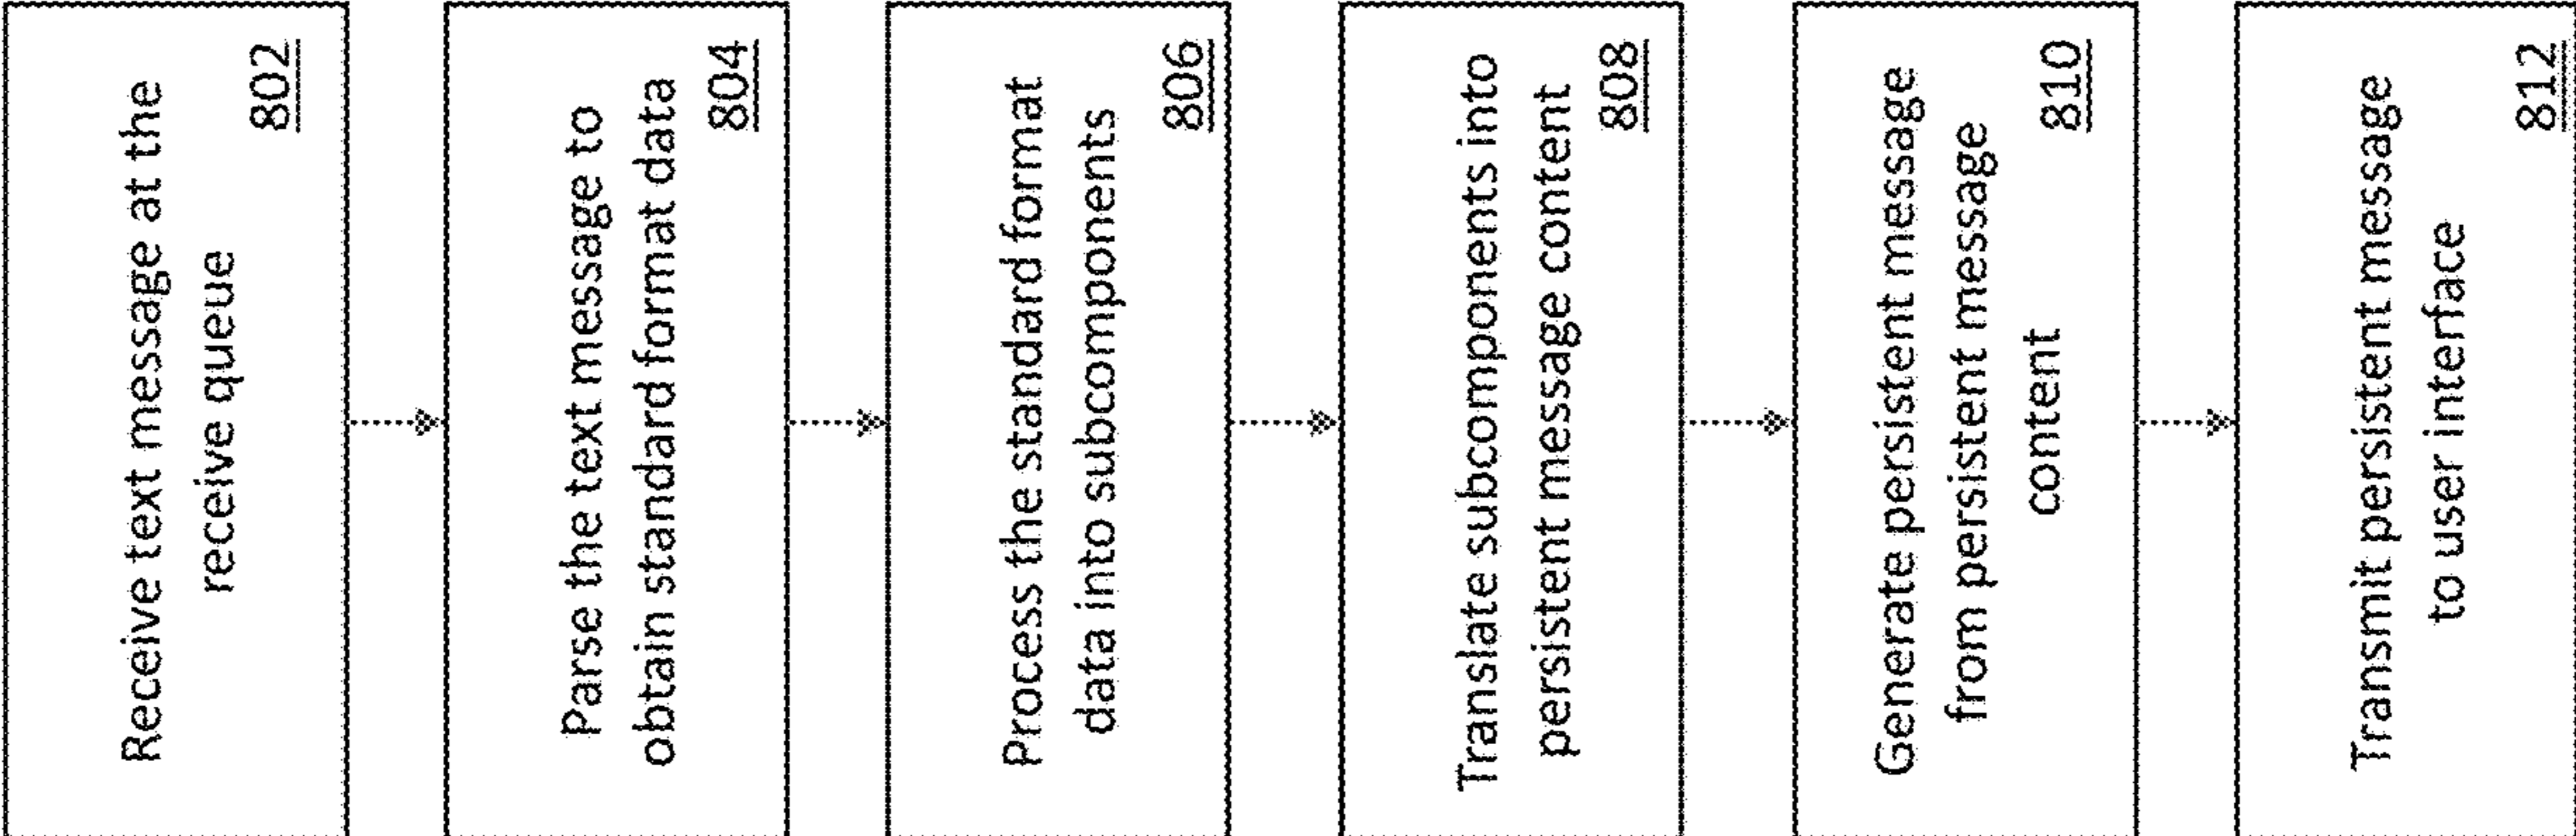 Receive text message at the
receive queue
802
Parse the text message to
obtain standard format data
804
Process the standard format
data into subcomponents
806
Translate subcomponents into
persistent message content
808
Generate persistent message
from persistent message
content
810
Transmit persistent message
to user interface
812